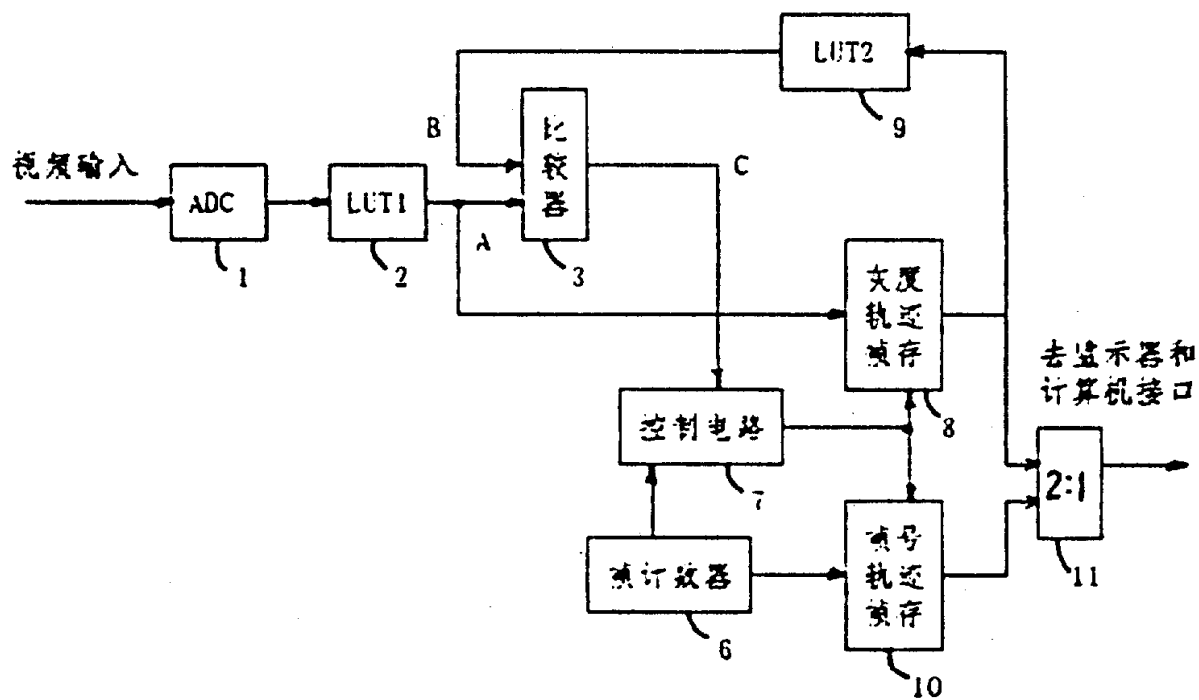 LUT2
9
B
比
较
器
C
视频输入
ADC
LUT1
A
1
2
3
灰度
轨迹
帧存
8
去监示器和
计算机接口
控制电路
7
2:1
11
帧计数器
6
帧号
轨迹
帧存
10